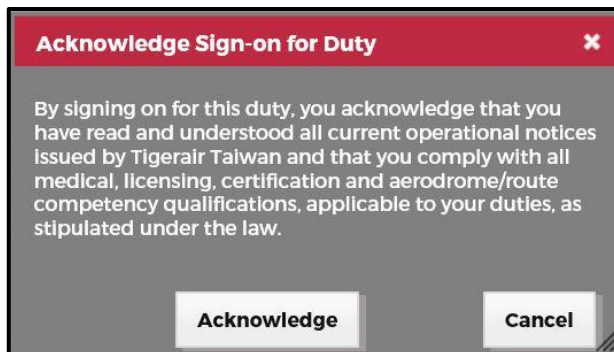 Acknowledge Sign-on for Duty
By signing on for this duty, you acknowledge that you
have read and understood all current operational notices
issued by Tigerair Taiwan and that you comply with all
medical, licensing, certification and aerodrome/route
competency qualifications, applicable to your duties, as
stipulated under the law.
Acknowledge
Cancel